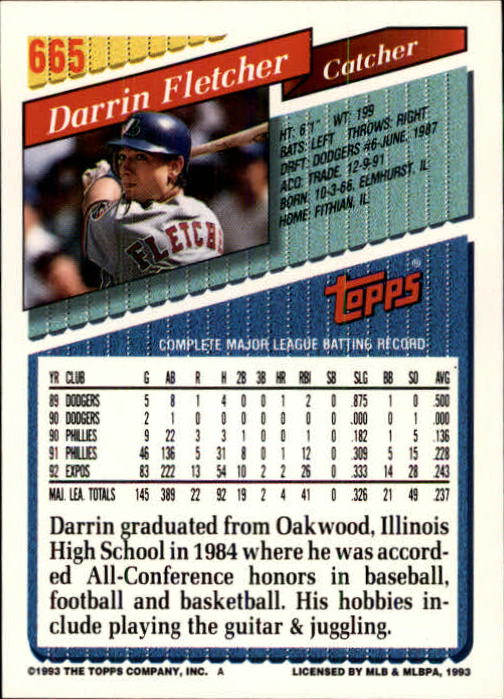 665
Darrin Fletcher
Catcher
HT: 6'1" WT: 199
BATS: LEFT THROWS: RIGHT
DRFT: DODGERS #6-JUNE, 1987
ACQ: TRADE, 12-9-91
BORN: 10-3-66, ELMHURST, IL
HOME: FITHIAN, IL
FLETCH
TOPPS ®
COMPLETE MAJOR LEAGUE BATTING RECORD
YR CLUB G AB R H 2B 3B HR RBI SB SLG BB SO AVG
89 DODGERS 5 8 1 4 0 0 1 2 0 .875 1 0 .500
90 DODGERS 2 1 0 0 0 0 0 0 0 .000 0 1 .000
90 PHILLIES 9 22 3 3 1 0 0 1 0 .182 1 5 .136
91 PHILLIES 46 136 5 31 8 0 1 12 0 .309 5 15 .228
92 EXPOS 83 222 13 54 10 2 2 26 0 .333 14 28 .243
MAJ. LEA. TOTALS 145 389 22 92 19 2 4 41 0 .326 21 49 .237
Darrin graduated from Oakwood, Illinois
High School in 1984 where he was accord-
ed All-Conference honors in baseball,
football and basketball. His hobbies in-
clude playing the guitar & juggling.
©1993 THE TOPPS COMPANY, INC. A LICENSED BY MLB & MLBPA, 1993